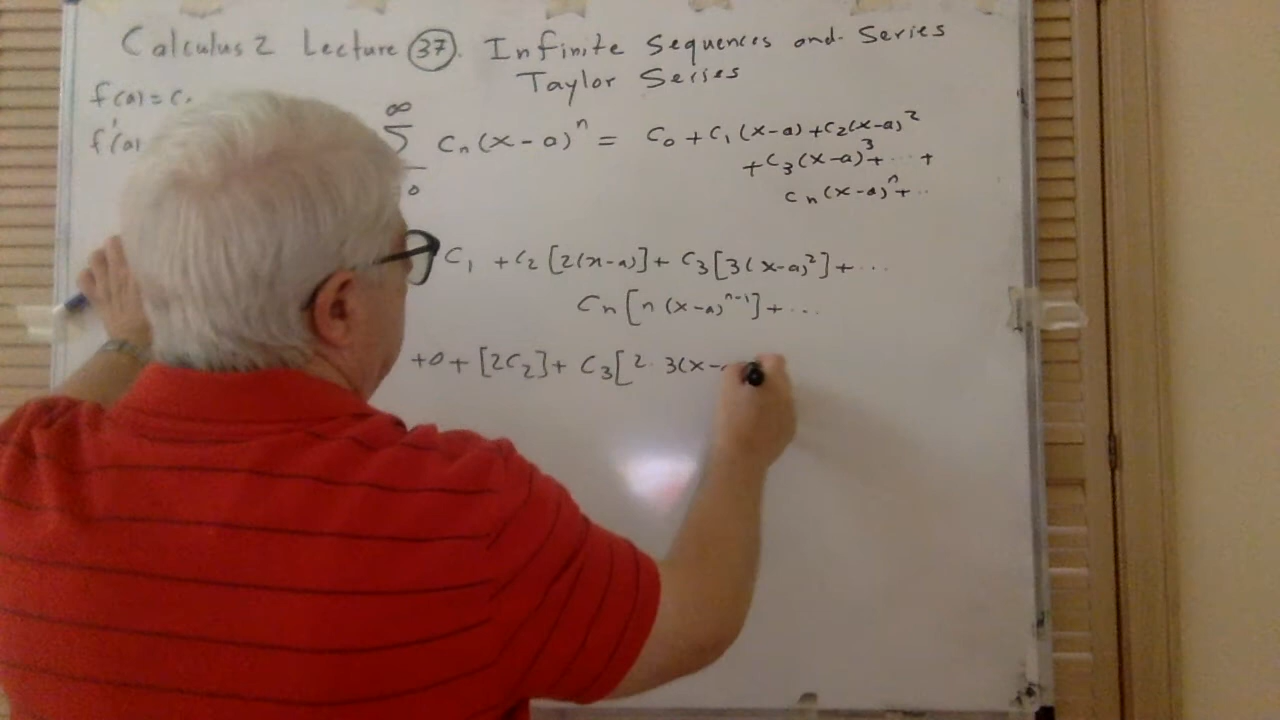 Calculus 2 Lecture 37. Infinite Sequences and Series
Taylor Series
f(a) = c
f'(a)
∞
Σ cₙ(x-a)ⁿ = c₀ + c₁(x-a) + c₂(x-a)²
0
+ c₃(x-a)³ + ... +
cₙ(x-a)ⁿ + ..
c₁ + c₂[2(x-a)] + c₃[3(x-a)²] + ...
cₙ[n(x-a)ⁿ⁻¹] + ...
+0 + [2c₂] + c₃[2. 3(x-